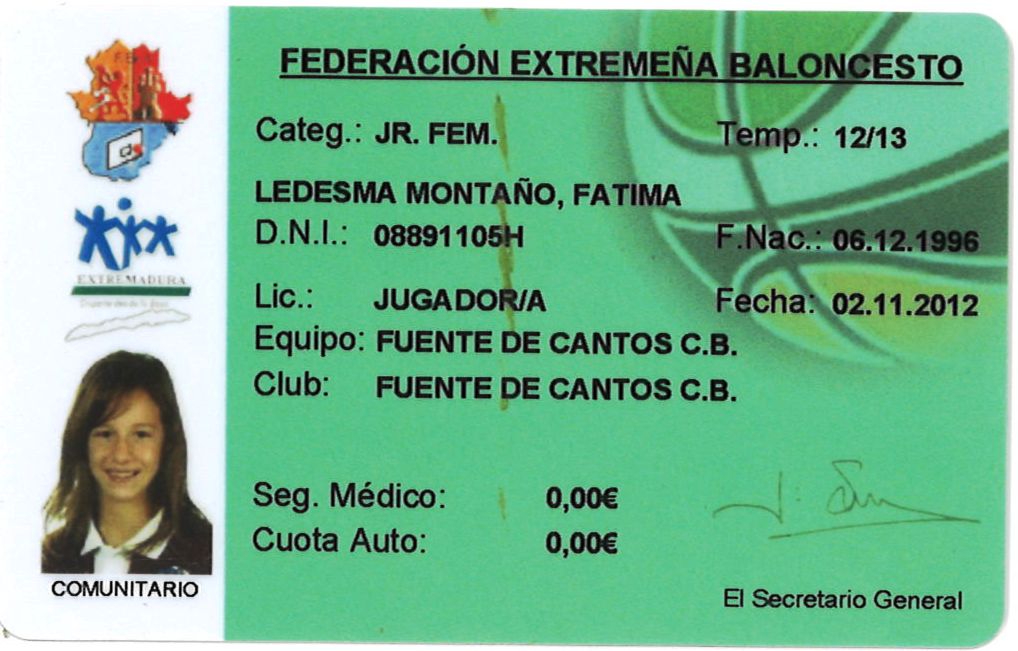 FEDERACIÓN EXTREMEÑA BALONCESTO
Categ.: JR. FEM. Temp.: 12/13
LEDESMA MONTAÑO, FATIMA
D.N.I.: 08891105H F.Nac.: 06.12.1996
Lic.: JUGADOR/A Fecha: 02.11.2012
Equipo: FUENTE DE CANTOS C.B.
Club: FUENTE DE CANTOS C.B.
Seg. Médico: 0,00€
Cuota Auto: 0,00€
El Secretario General
EXTREMADURA
COMUNITARIO